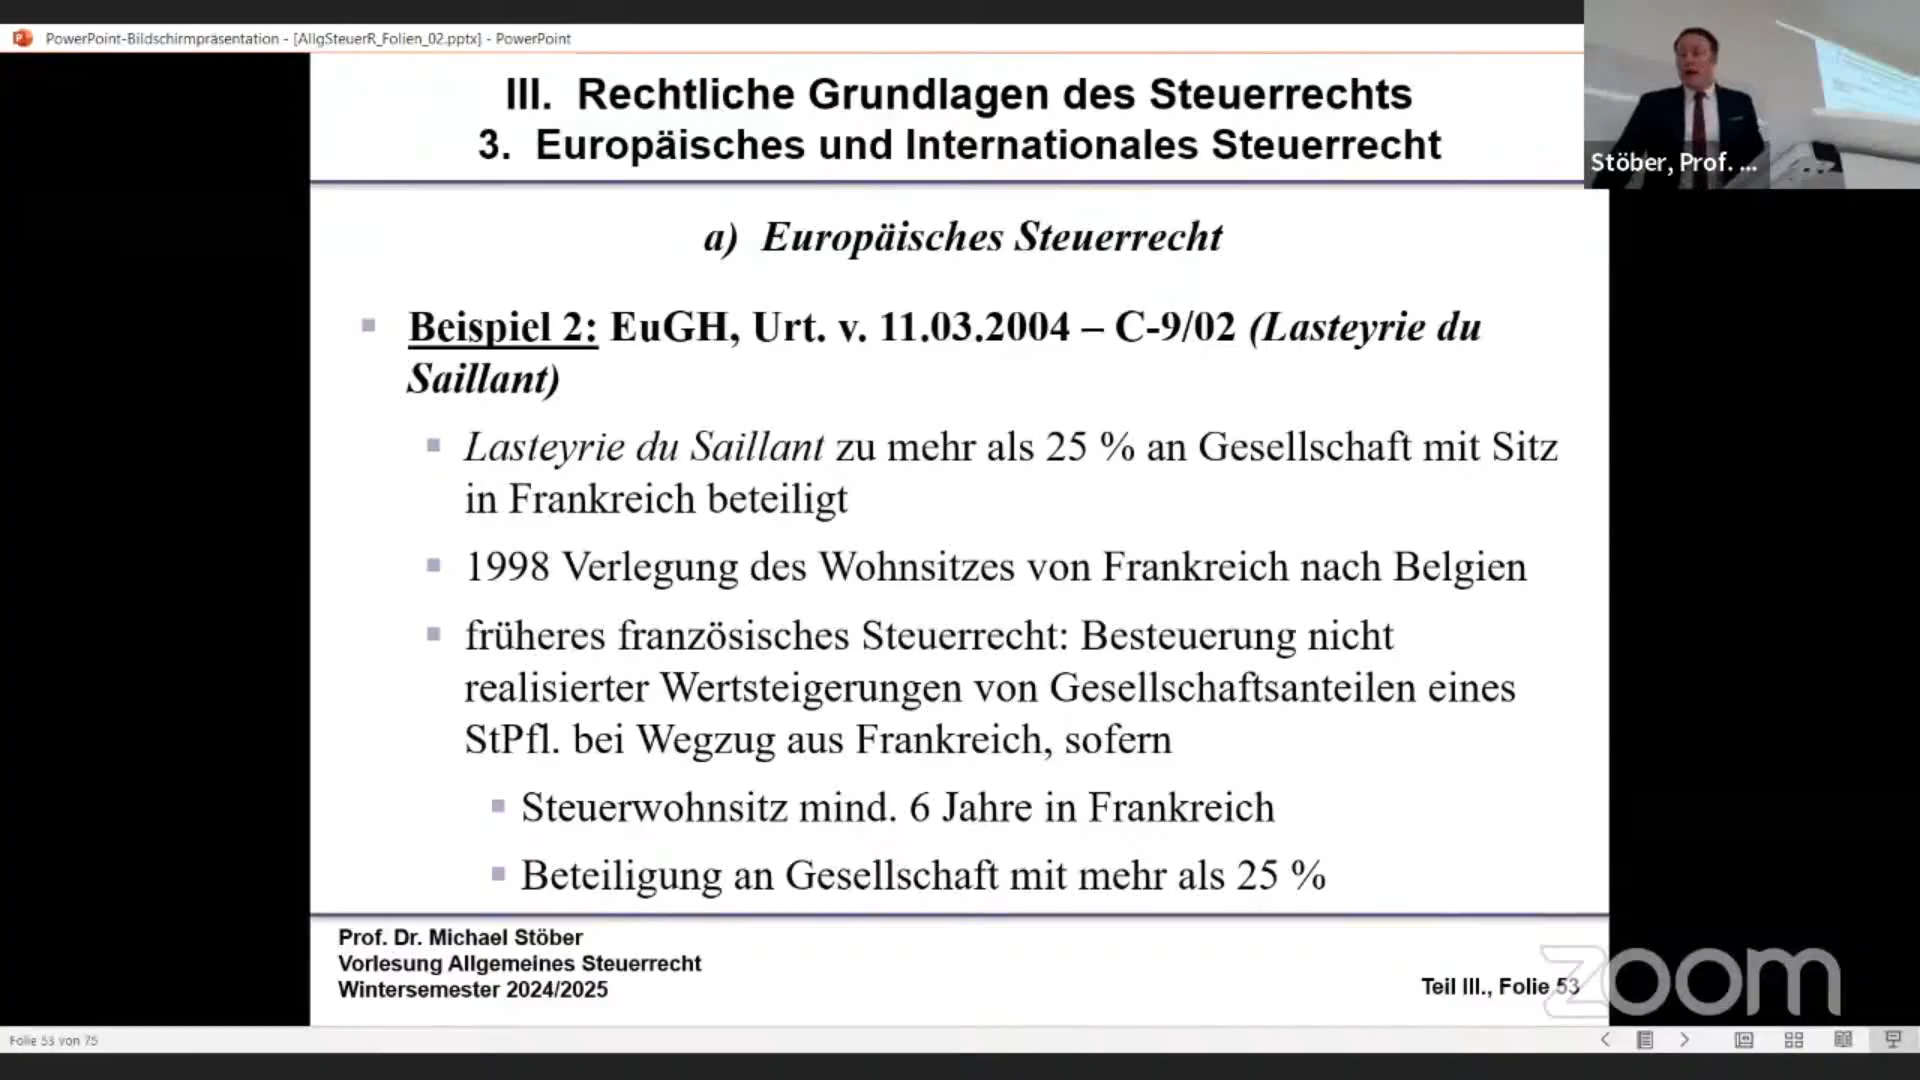 PowerPoint-Bildschirmpräsentation - [AllgSteuerR_Folien_02.pptx] - PowerPoint
III. Rechtliche Grundlagen des Steuerrechts
3. Europäisches und Internationales Steuerrecht
Stöber, Prof. ...
a) Europäisches Steuerrecht
Beispiel 2: EuGH, Urt. v. 11.03.2004 – C-9/02 (Lasteyrie du
Saillant)
Lasteyrie du Saillant zu mehr als 25 % an Gesellschaft mit Sitz
in Frankreich beteiligt
1998 Verlegung des Wohnsitzes von Frankreich nach Belgien
früheres französisches Steuerrecht: Besteuerung nicht
realisierter Wertsteigerungen von Gesellschaftsanteilen eines
StPfl. bei Wegzug aus Frankreich, sofern
Steuerwohnsitz mind. 6 Jahre in Frankreich
Beteiligung an Gesellschaft mit mehr als 25 %
Prof. Dr. Michael Stöber
Vorlesung Allgemeines Steuerrecht
Wintersemester 2024/2025
Teil III., Folie 53
zoom
Folie 53 von 75